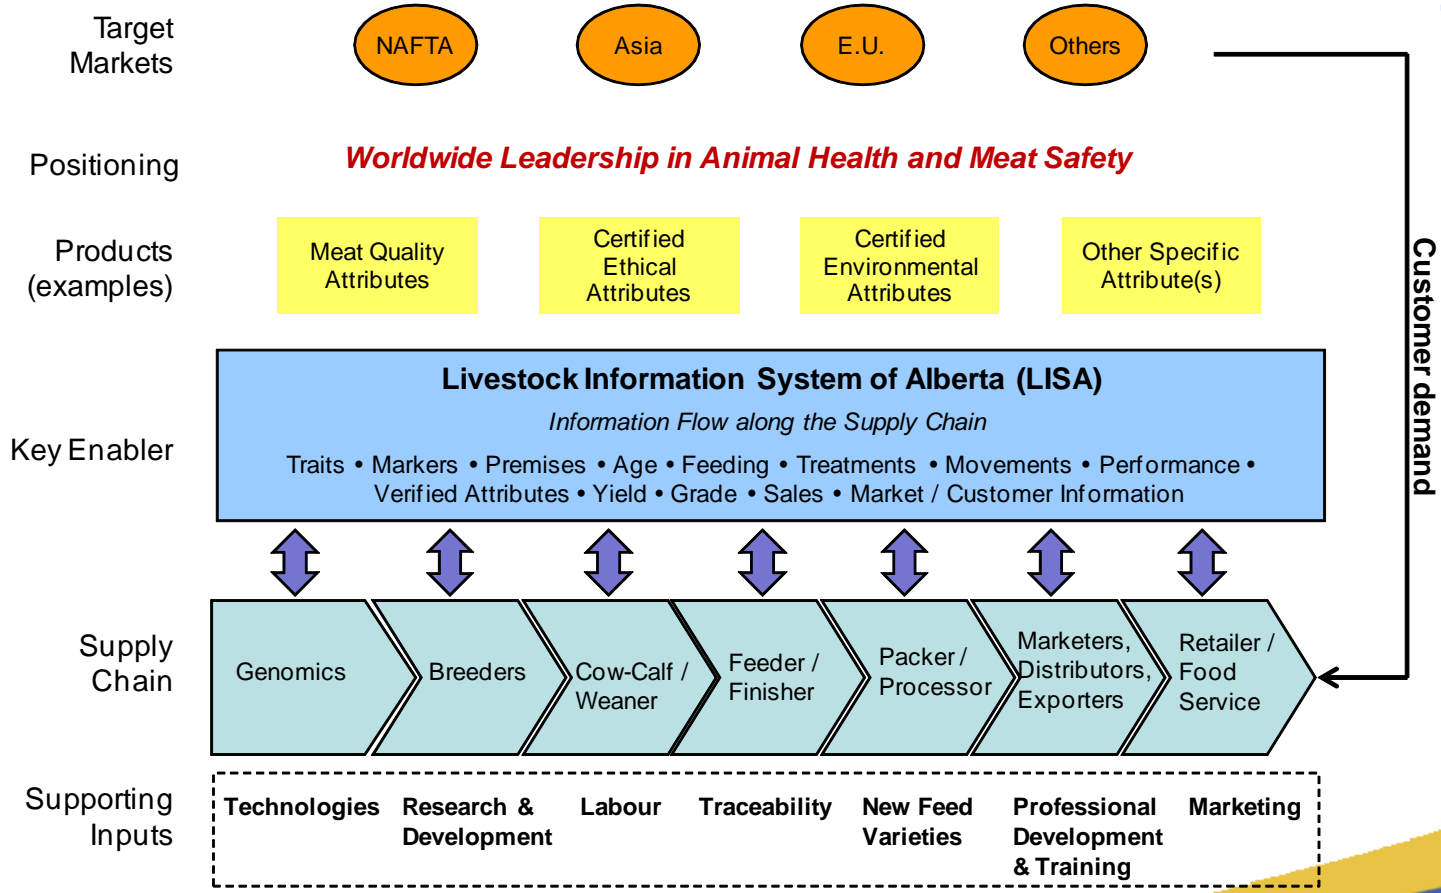 Target
Markets
NAFTA
Asia
E.U.
Others
Positioning
Worldwide Leadership in Animal Health and Meat Safety
Products
(examples)
Meat Quality
Attributes
Certified
Ethical
Attributes
Certified
Environmental
Attributes
Other Specific
Attribute(s)
Customer demand
Key Enabler
Livestock Information System of Alberta (LISA)
Information Flow along the Supply Chain
Traits • Markers • Premises • Age • Feeding • Treatments • Movements • Performance •
Verified Attributes • Yield • Grade • Sales • Market / Customer Information
Supply
Chain
Genomics
Breeders
Cow-Calf /
Weaner
Feeder /
Finisher
Packer /
Processor
Marketers,
Distributors,
Exporters
Retailer /
Food
Service
Supporting
Inputs
Technologies
Research &
Development
Labour
Traceability
New Feed
Varieties
Professional
Development
& Training
Marketing